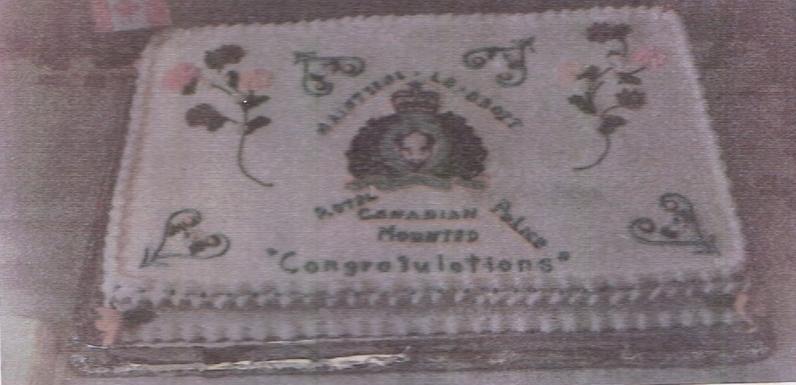 MAINTIENS·LE·DROIT
ROYAL
CANADIAN
MOUNTED
POLICE
"Congratulations"